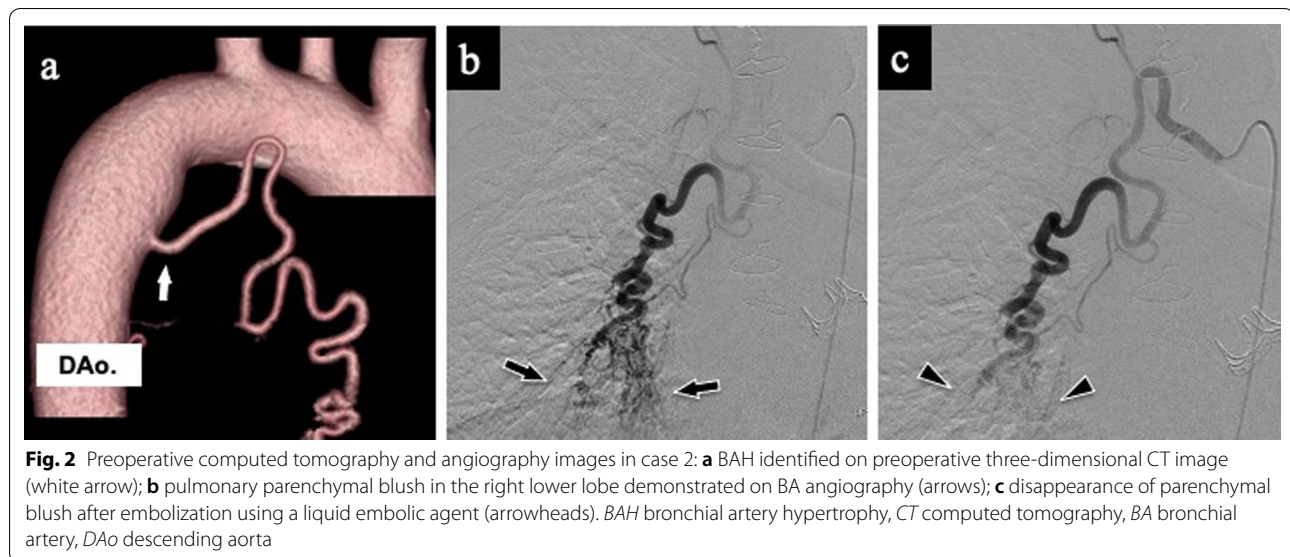 a
b
c
DAo.
Fig. 2 Preoperative computed tomography and angiography images in case 2: a BAH identified on preoperative three-dimensional CT image
(white arrow); b pulmonary parenchymal blush in the right lower lobe demonstrated on BA angiography (arrows); c disappearance of parenchymal
blush after embolization using a liquid embolic agent (arrowheads). BAH bronchial artery hypertrophy, CT computed tomography, BA bronchial
artery, DAo descending aorta